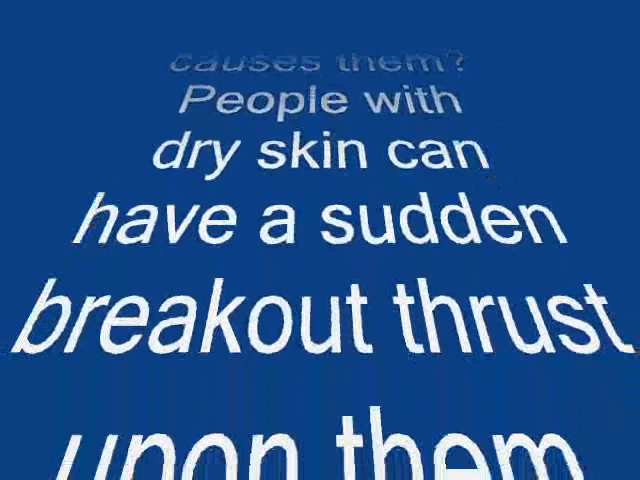 causes them?
People with
dry skin can
have a sudden
breakout thrust
upon them